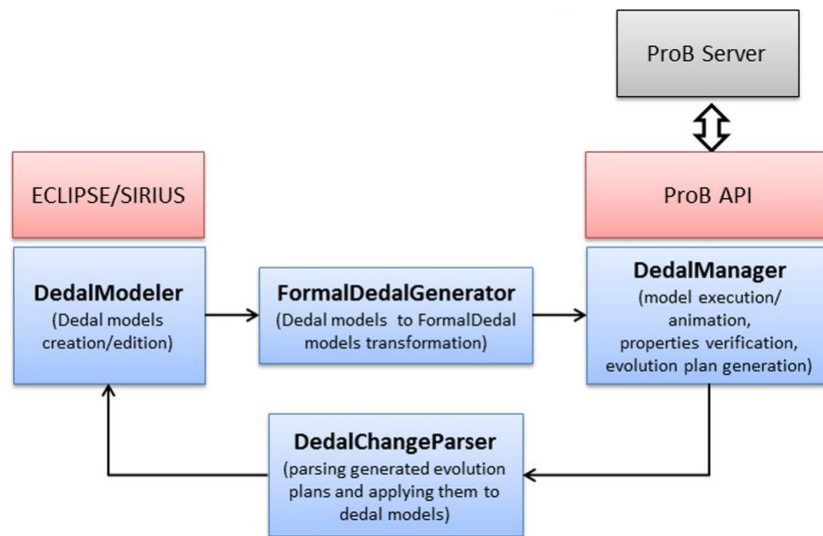 ProB Server
ECLIPSE/SIRIUS
ProB API
DedalModeler
(Dedal models
creation/edition)
FormalDedalGenerator
(Dedal models to FormalDedal
models transformation)
DedalManager
(model execution/
animation,
properties verification,
evolution plan generation)
DedalChangeParser
(parsing generated evolution
plans and applying them to
dedal models)